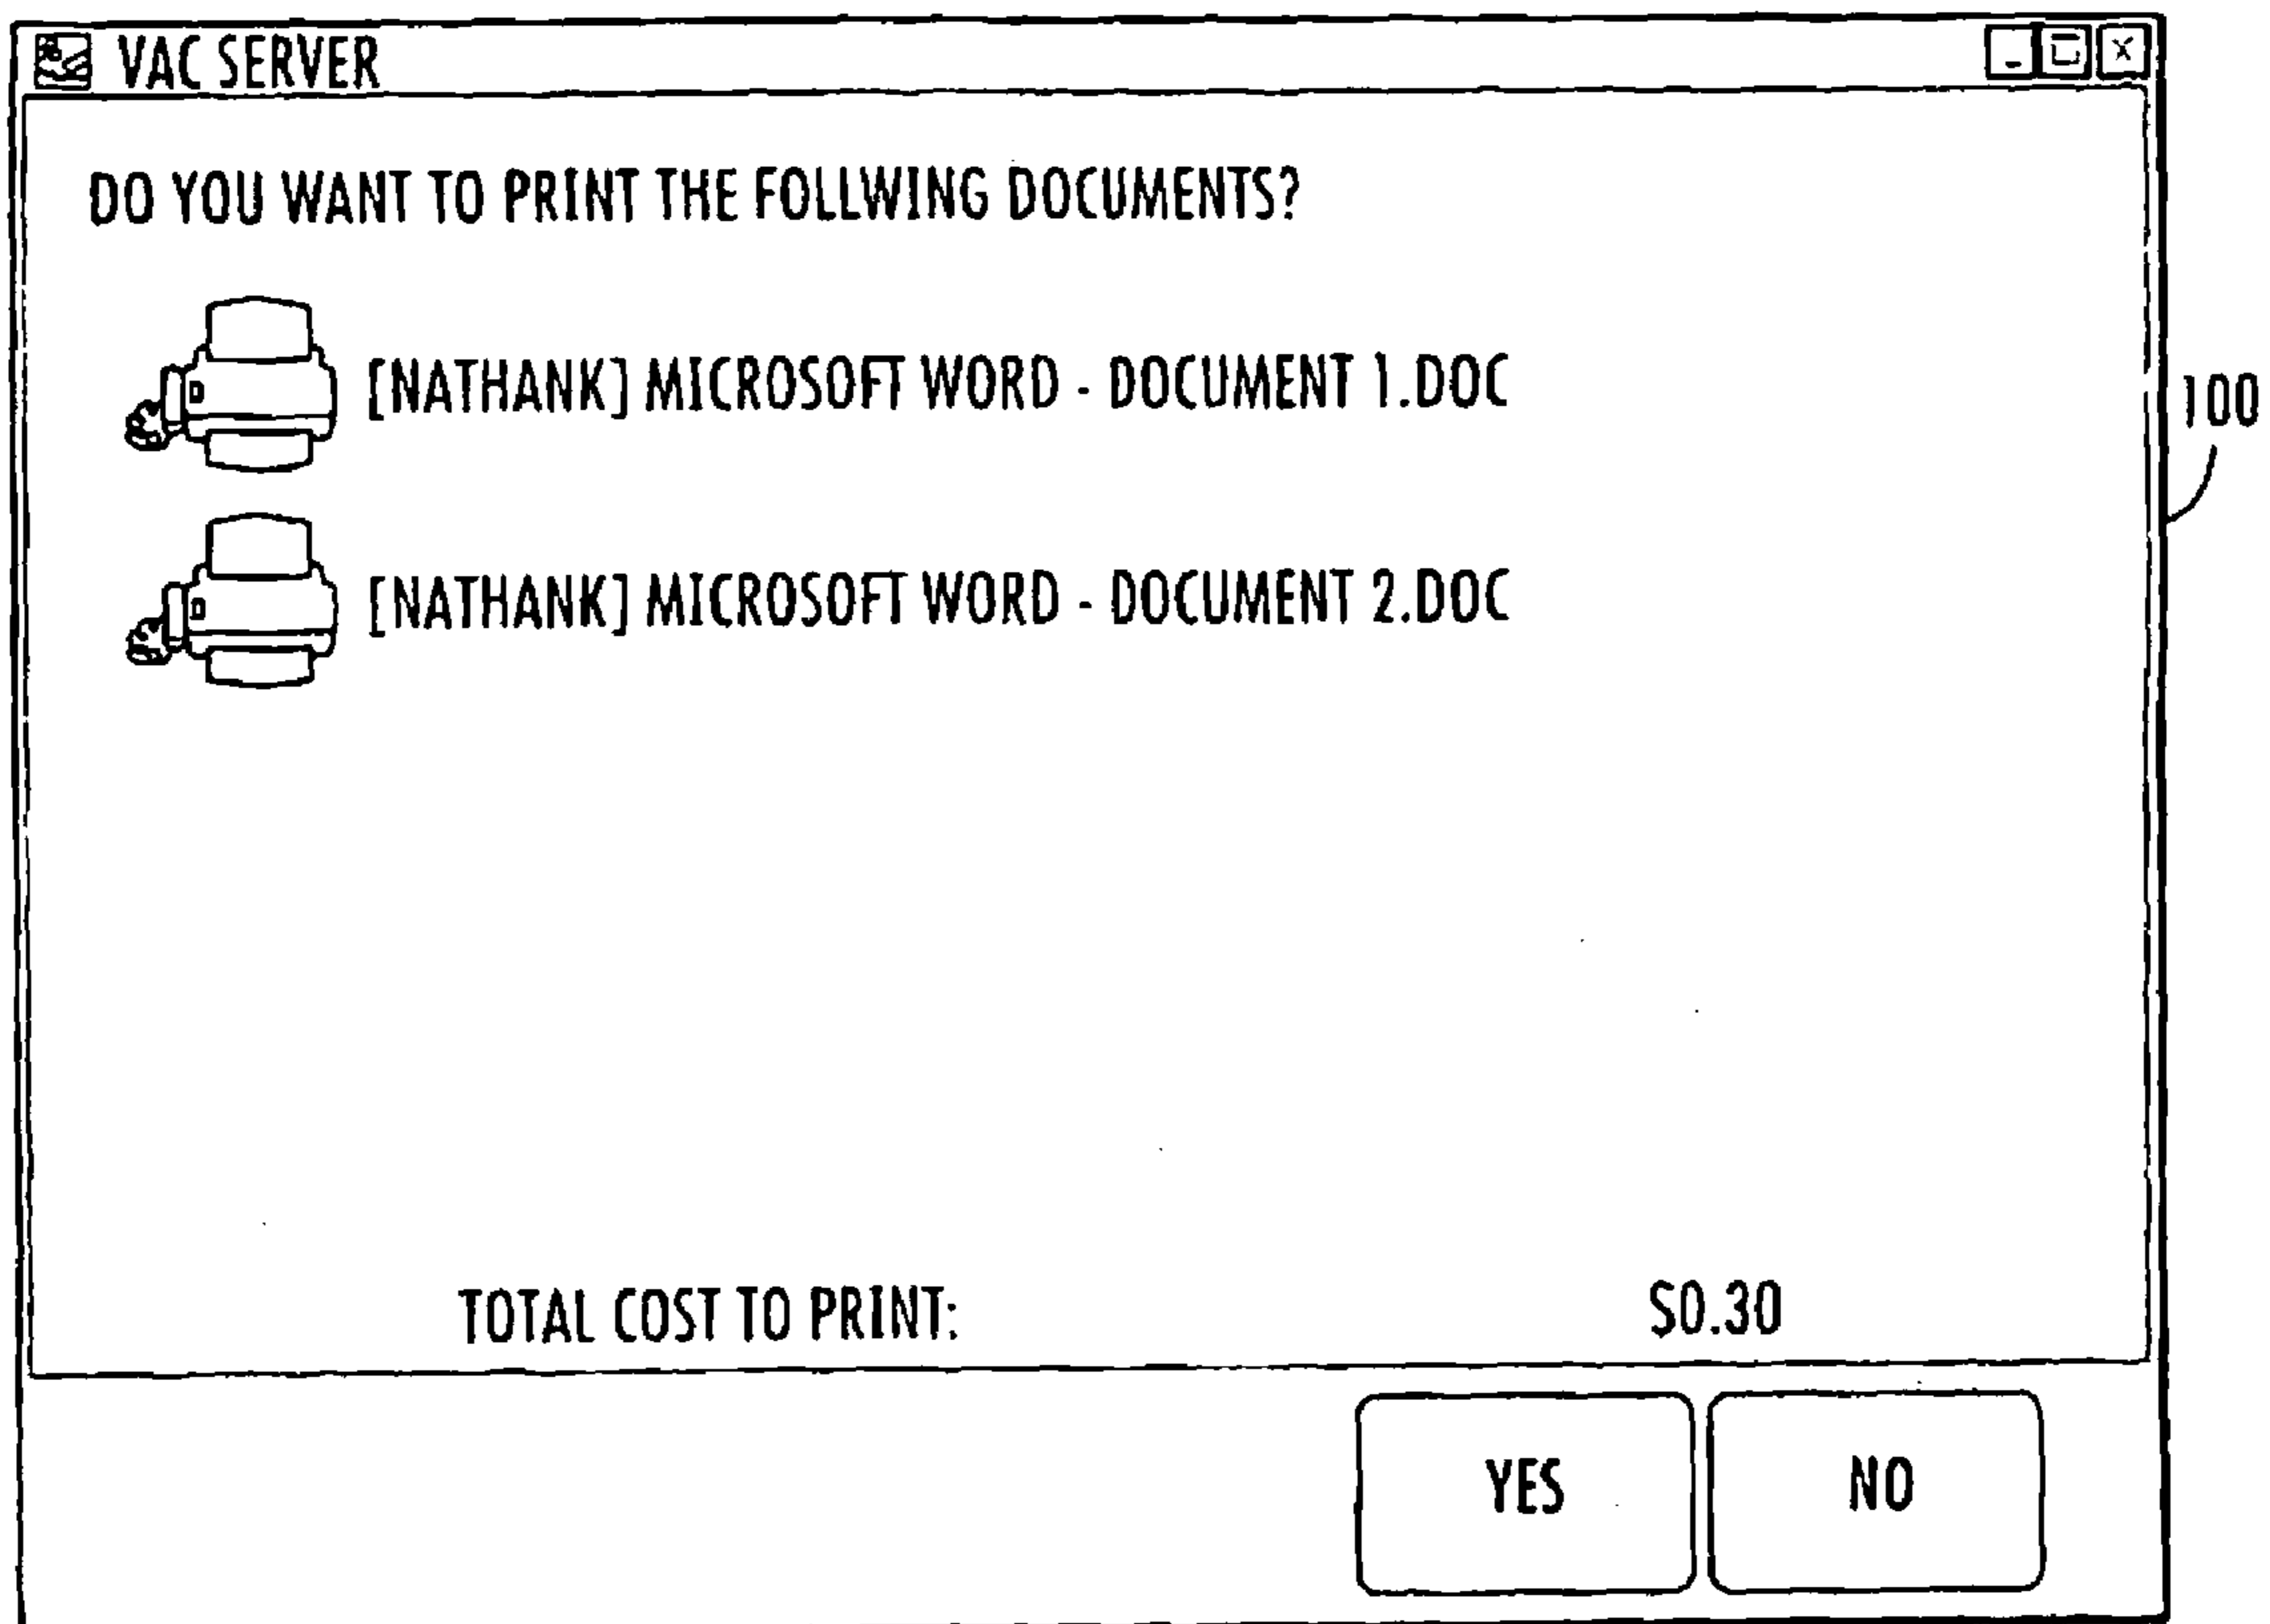 VAC SERVER
DO YOU WANT TO PRINT THE FOLLWING DOCUMENTS?
[NATHANK] MICROSOFT WORD - DOCUMENT 1.DOC
100
[NATHANK] MICROSOFT WORD - DOCUMENT 2.DOC
TOTAL COST TO PRINT: $0.30
YES NO